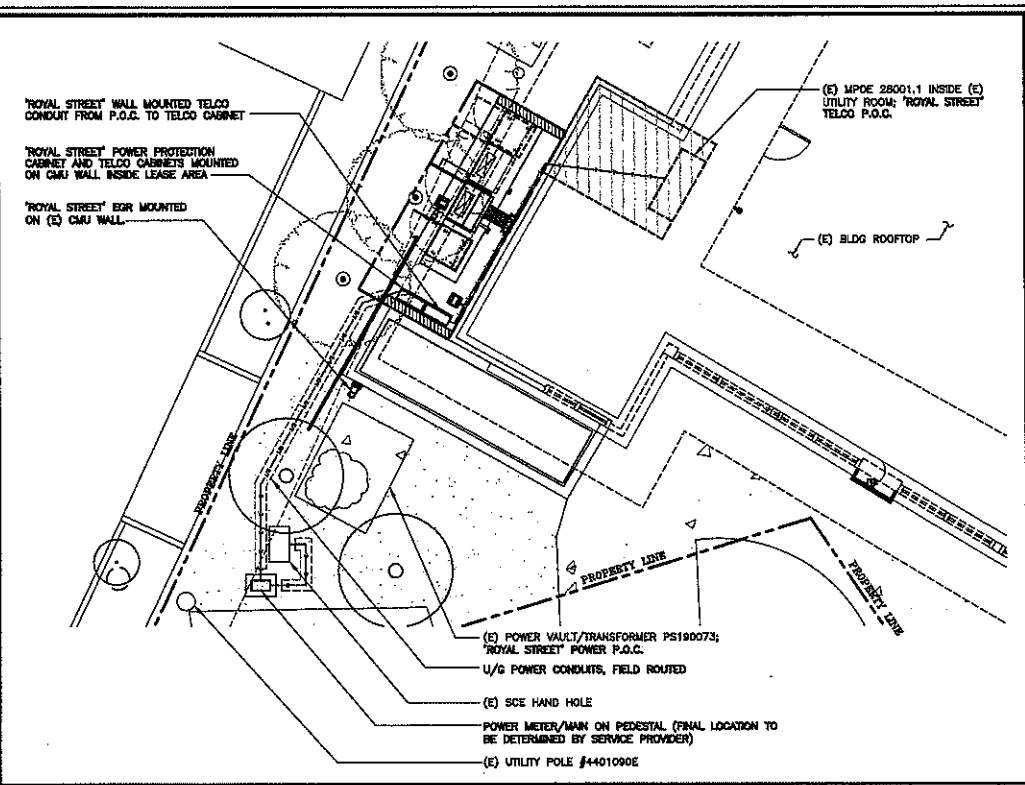 'ROYAL STREET' WALL MOUNTED TELCO
CONDUIT FROM P.O.C. TO TELCO CABINET
'ROYAL STREET' POWER PROTECTION
CABINET AND TELCO CABINETS MOUNTED
ON CMU WALL INSIDE LEASE AREA
'ROYAL STREET' EGR MOUNTED
ON (E) CMU WALL
(E) MPOE 28001.1 INSIDE (E)
UTILITY ROOM; 'ROYAL STREET'
TELCO P.O.C.
(E) BLDG ROOFTOP
PROPERTY LINE
PROPERTY LINE
PROPERTY LINE
(E) POWER VAULT/TRANSFORMER PS190073;
'ROYAL STREET' POWER P.O.C.
U/G POWER CONDUITS, FIELD ROUTED
(E) SCE HAND HOLE
POWER METER/MAIN ON PEDESTAL (FINAL LOCATION TO
BE DETERMINED BY SERVICE PROVIDER)
(E) UTILITY POLE #4401090E